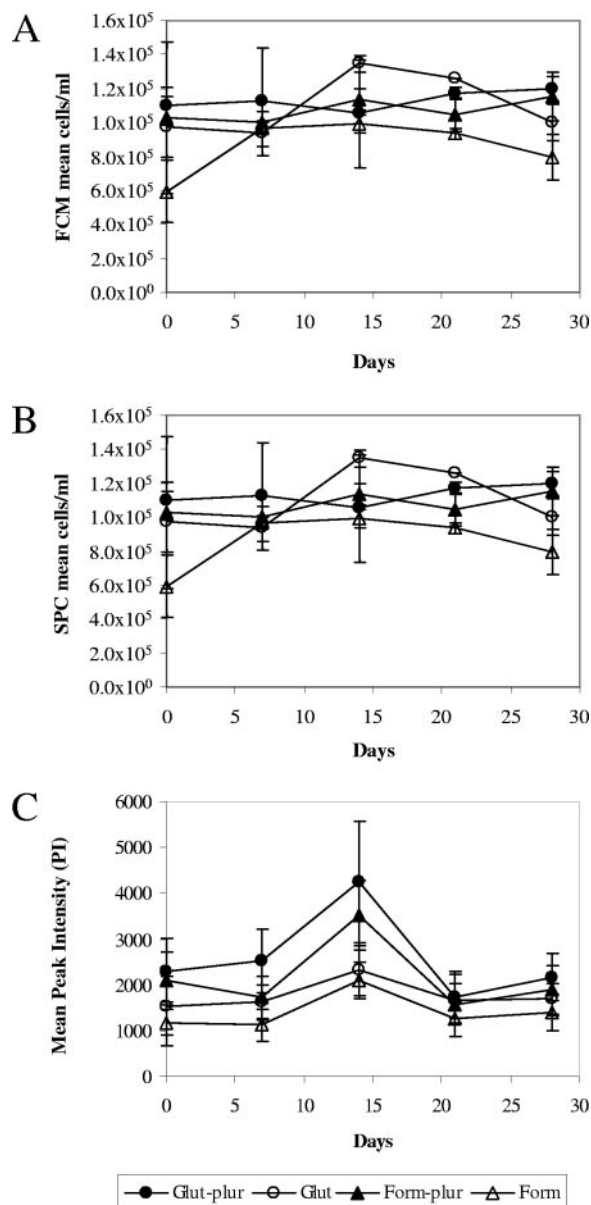 A
FCM mean cells/ml
1.6x10⁵
1.4x10⁵
1.2x10⁵
1.0x10⁵
8.0x10⁵
6.0x10⁵
4.0x10⁵
2.0x10⁵
0.0x10⁰
0 5 10 15 20 25 30
Days
B
SPC mean cells/ml
1.6x10⁵
1.4x10⁵
1.2x10⁵
1.0x10⁵
8.0x10⁵
6.0x10⁵
4.0x10⁵
2.0x10⁵
0.0x10⁰
0 5 10 15 20 25 30
Days
C
Mean Peak Intensity (PI)
6000
5000
4000
3000
2000
1000
0
0 5 10 15 20 25 30
Days
Glut-plur Glut Form-plur Form